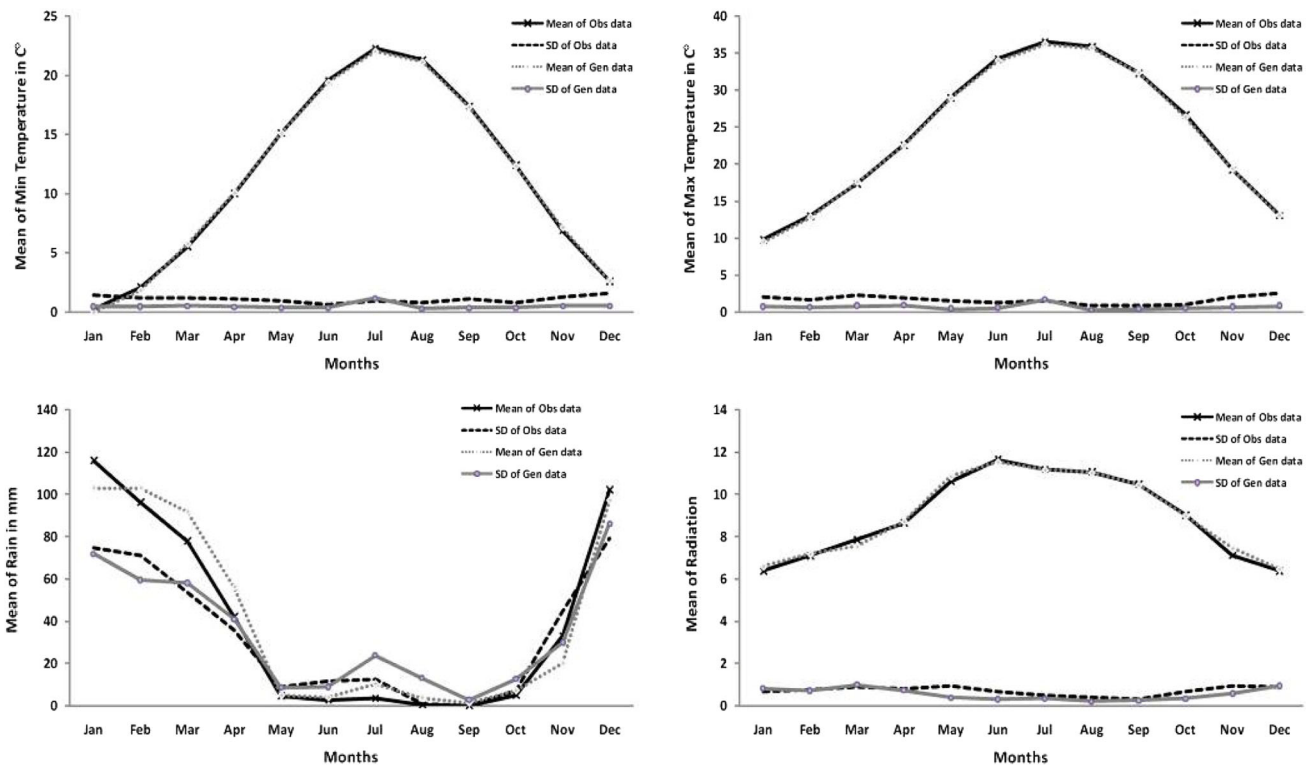 Mean of Min Temperature in C°
25
20
15
10
5
0
Jan Feb Mar Apr May Jun Jul Aug Sep Oct Nov Dec
Months
Mean of Obs data
SD of Obs data
Mean of Gen data
SD of Gen data
Mean of Max Temperature in C°
40
35
30
25
20
15
10
5
0
Jan Feb Mar Apr May Jun Jul Aug Sep Oct Nov Dec
Months
Mean of Obs data
SD of Obs data
Mean of Gen data
SD of Gen data
Mean of Rain in mm
140
120
100
80
60
40
20
0
Jan Feb Mar Apr May Jun Jul Aug Sep Oct Nov Dec
Months
Mean of Obs data
SD of Obs data
Mean of Gen data
SD of Gen data
Mean of Radiation
14
12
10
8
6
4
2
0
Jan Feb Mar Apr May Jun Jul Aug Sep Oct Nov Dec
Months
Mean of Obs data
SD of Obs data
Mean of Gen data
SD of Gen data